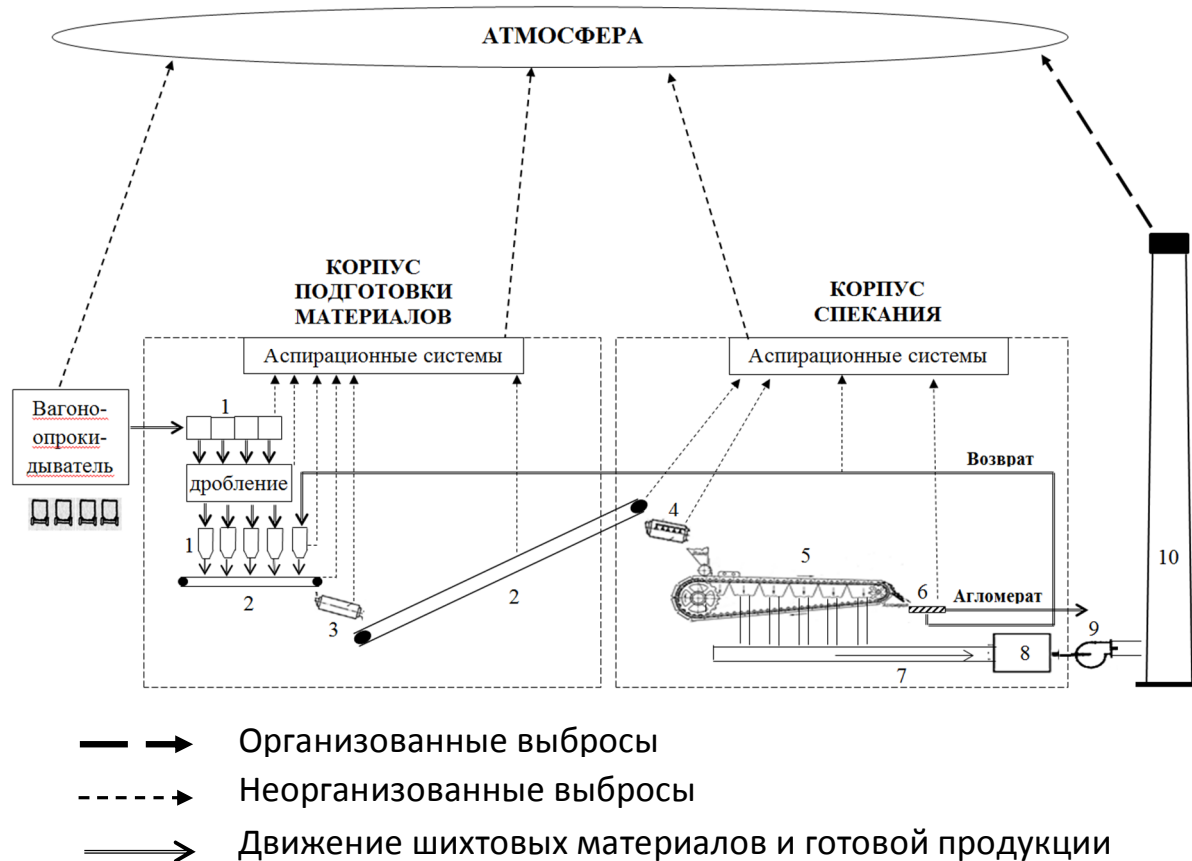 АТМОСФЕРА
КОРПУС
ПОДГОТОВКИ
МАТЕРИАЛОВ
КОРПУС
СПЕКАНИЯ
Аспирационные системы
Аспирационные системы
Вагоно-
опроки-
дыватель
1
дробление
Возврат
1
2
3
2
4
5
6
Агломерат
7
8
9
10
Организованные выбросы
Неорганизованные выбросы
Движение шихтовых материалов и готовой продукции